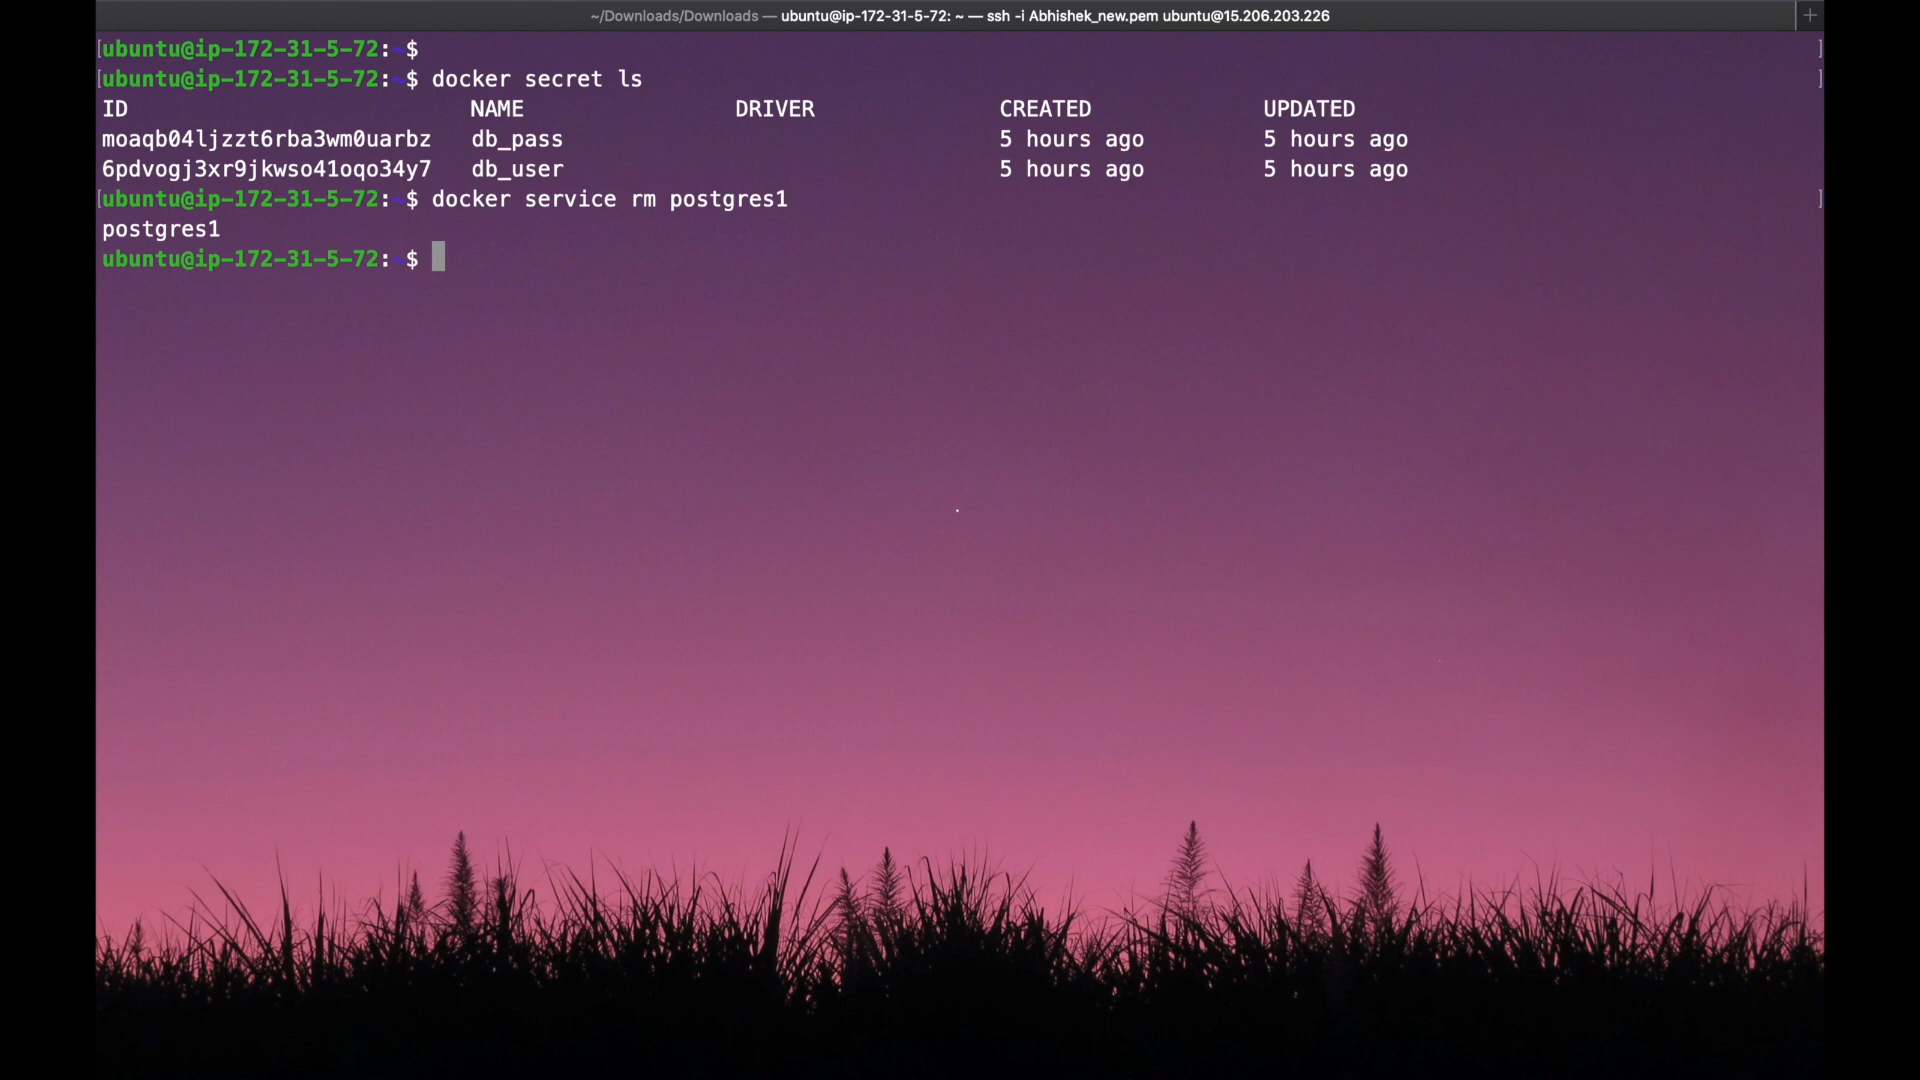 ~/Downloads/Downloads — ubuntu@ip-172-31-5-72: ~ — ssh -i Abhishek_new.pem ubuntu@15.206.203.226 +
[ubuntu@ip-172-31-5-72:~$ ]
[ubuntu@ip-172-31-5-72:~$ docker secret ls ]
ID NAME DRIVER CREATED UPDATED
moaqb04ljzzt6rba3wm0uarbz db_pass 5 hours ago 5 hours ago
6pdvogj3xr9jkwso41oqo34y7 db_user 5 hours ago 5 hours ago
[ubuntu@ip-172-31-5-72:~$ docker service rm postgres1 ]
postgres1
ubuntu@ip-172-31-5-72:~$